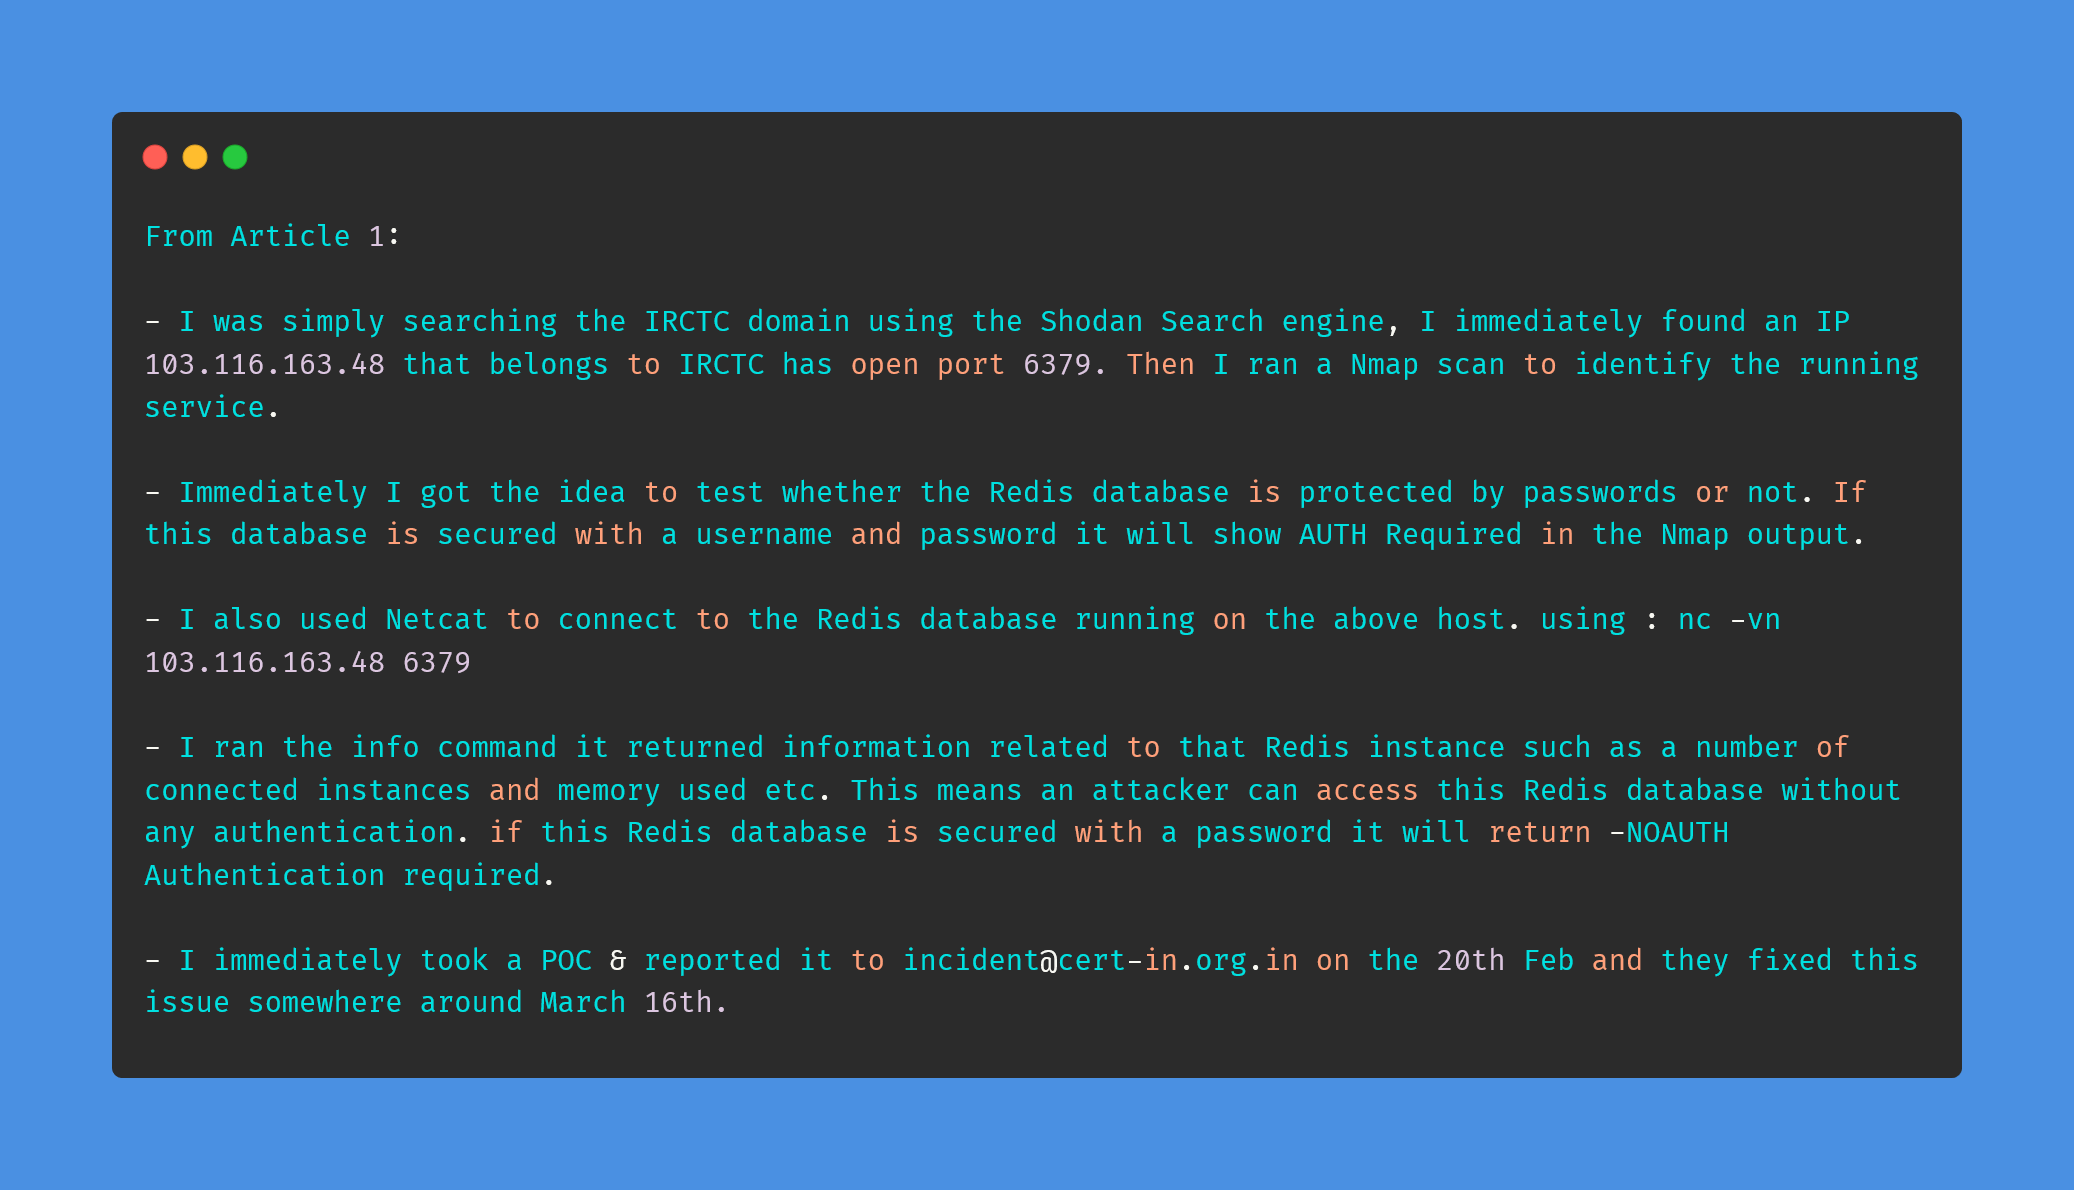 From Article 1:
- I was simply searching the IRCTC domain using the Shodan Search engine, I immediately found an IP
103.116.163.48 that belongs to IRCTC has open port 6379. Then I ran a Nmap scan to identify the running
service.
- Immediately I got the idea to test whether the Redis database is protected by passwords or not. If
this database is secured with a username and password it will show AUTH Required in the Nmap output.
- I also used Netcat to connect to the Redis database running on the above host. using : nc -vn
103.116.163.48 6379
- I ran the info command it returned information related to that Redis instance such as a number of
connected instances and memory used etc. This means an attacker can access this Redis database without
any authentication. if this Redis database is secured with a password it will return -NOAUTH
Authentication required.
- I immediately took a POC & reported it to incident@cert-in.org.in on the 20th Feb and they fixed this
issue somewhere around March 16th.